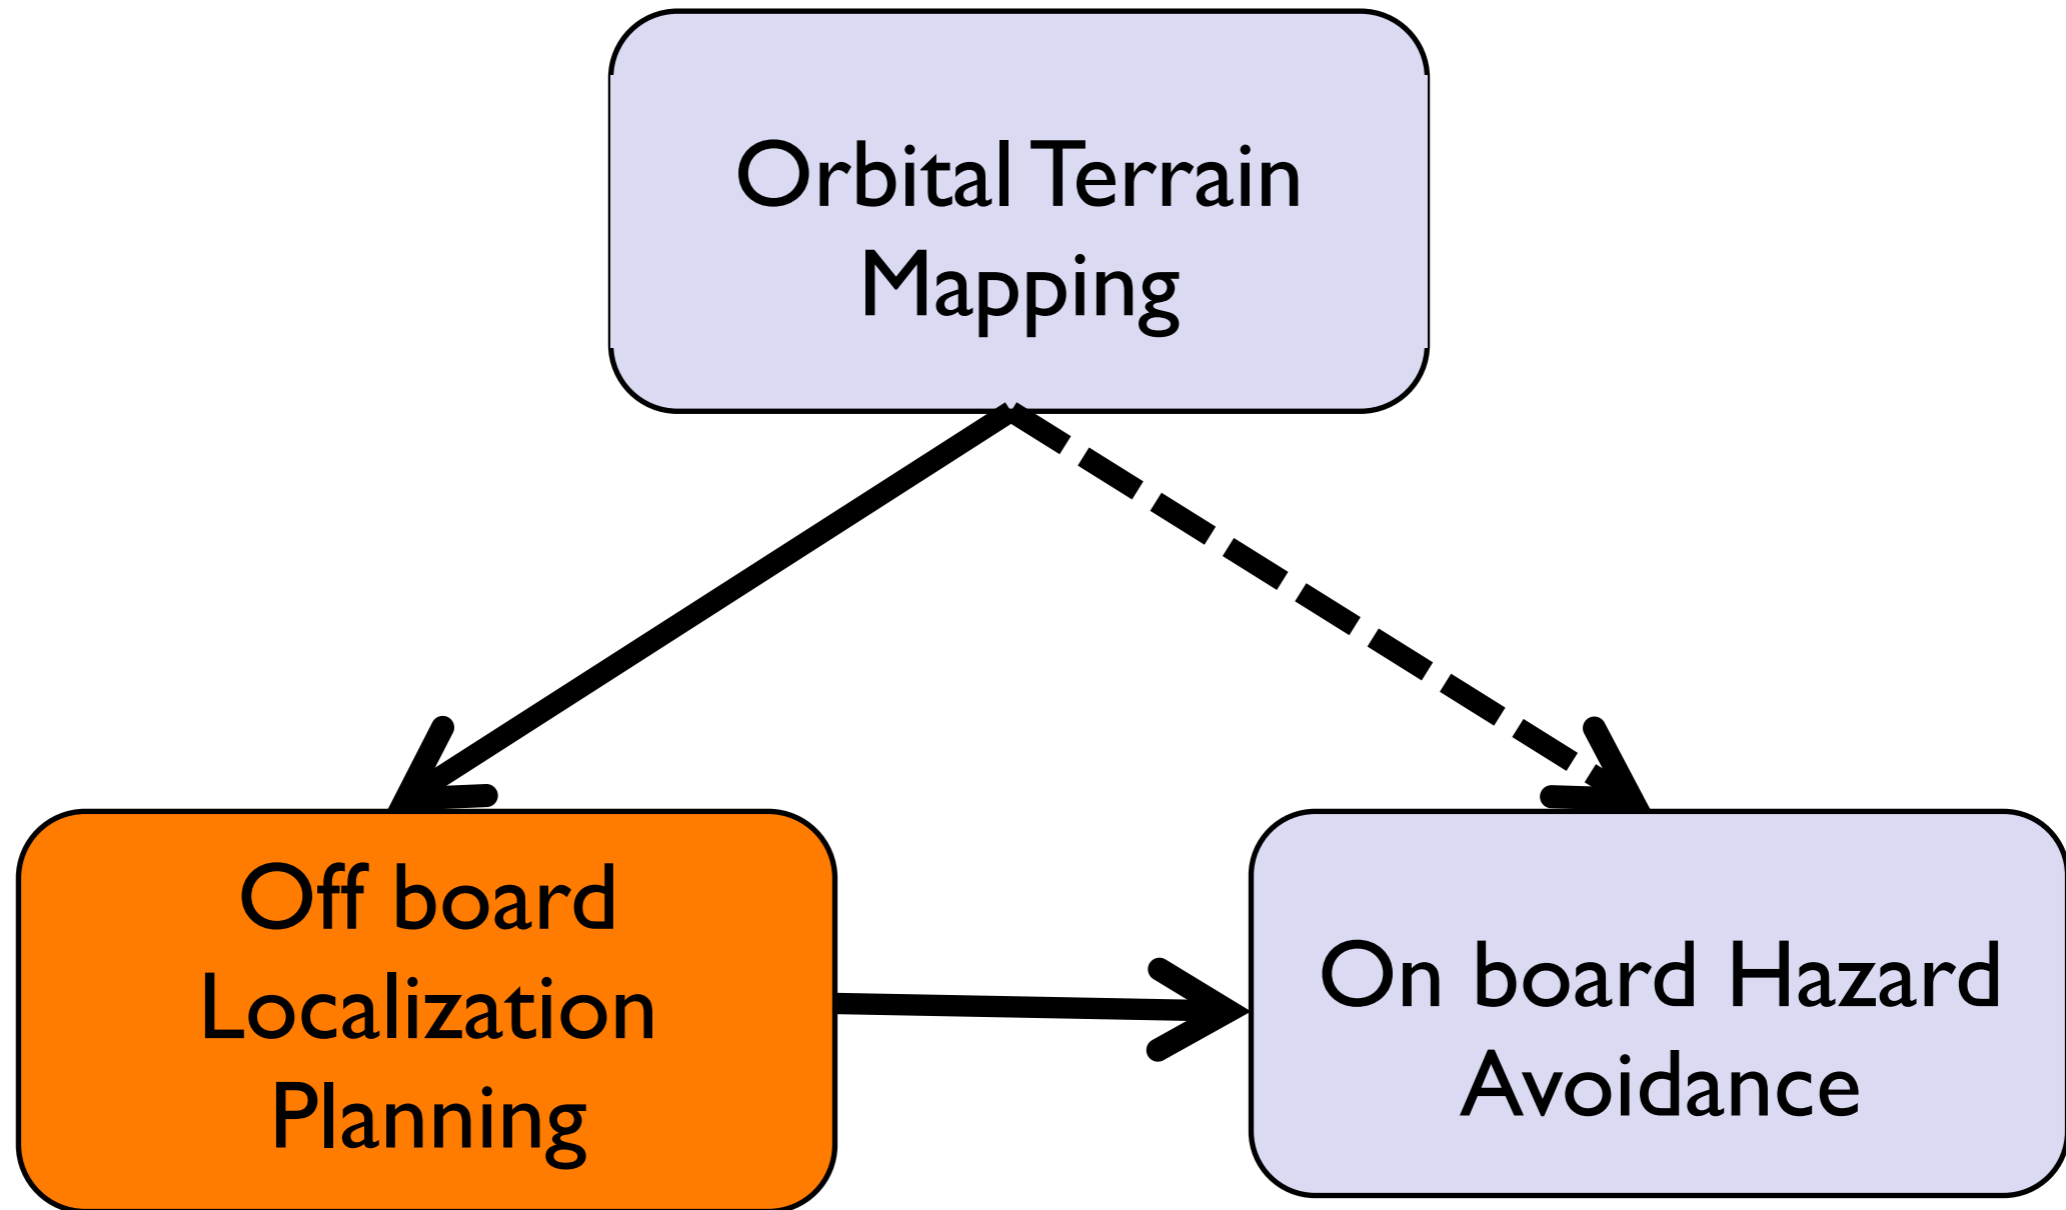 Orbital Terrain
Mapping
Off board
Localization
Planning
On board Hazard
Avoidance